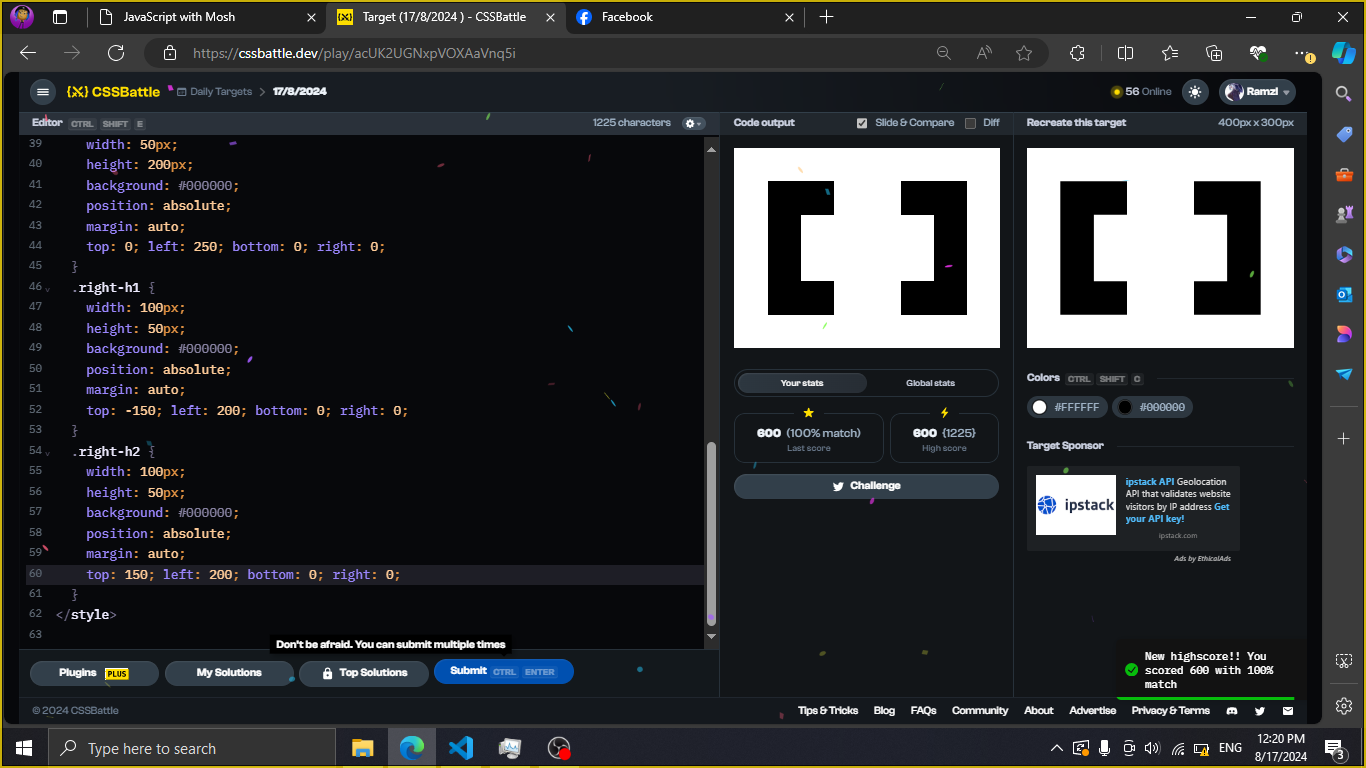 JavaScript with Mosh
Target (17/8/2024 ) - CSSBattle
Facebook
https://cssbattle.dev/play/acUK2UGNxpVOXAaVnq5i
{X} CSSBattle
Daily Targets > 17/8/2024
56 Online
Ramzi
Editor CTRL SHIFT E
1225 characters
Code output
Slide & Compare
Diff
Recreate this target
400px x 300px
39 width: 50px;
40 height: 200px;
41 background: #000000;
42 position: absolute;
43 margin: auto;
44 top: 0; left: 250; bottom: 0; right: 0;
45 }
46 .right-h1 {
47 width: 100px;
48 height: 50px;
49 background: #000000;
50 position: absolute;
51 margin: auto;
52 top: -150; left: 200; bottom: 0; right: 0;
53 }
54 .right-h2 {
55 width: 100px;
56 height: 50px;
57 background: #000000;
58 position: absolute;
59 margin: auto;
60 top: 150; left: 200; bottom: 0; right: 0;
61 }
62 </style>
63
Don't be afraid. You can submit multiple times
Plugins PLUS
My Solutions
Top Solutions
Submit CTRL ENTER
Your stats
Global stats
600 (100% match)
Last score
600 {1225}
High score
Challenge
Colors CTRL SHIFT C
#FFFFFF
#000000
Target Sponsor
ipstack
ipstack API Geolocation
API that validates website
visitors by IP address Get
your API key!
ipstack.com
Ads by EthicalAds
New highscore!! You
scored 600 with 100%
match
© 2024 CSSBattle
Tips & Tricks
Blog
FAQs
Community
About
Advertise
Privacy & Terms
Type here to search
ENG
12:20 PM
8/17/2024
3